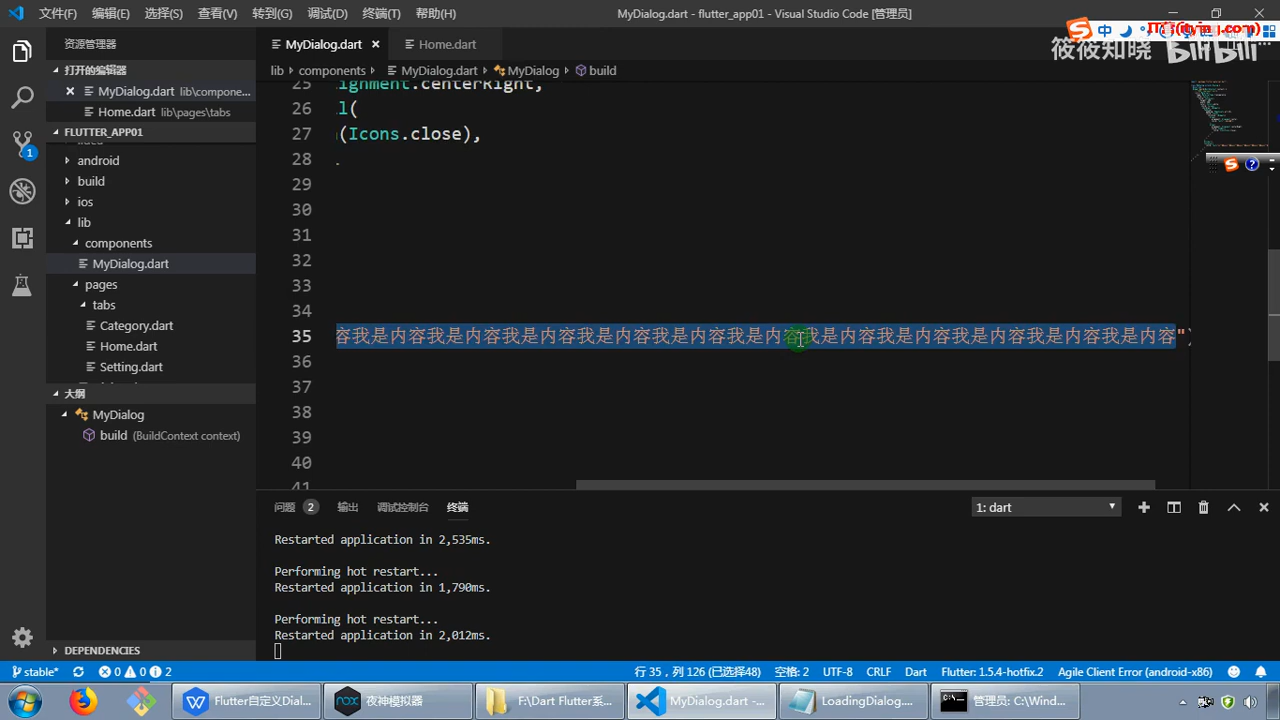 文件(F) 编辑(E) 选择(S) 查看(V) 转到(G) 调试(D) 终端(T) 帮助(H) MyDialog.dart - flutter_app01 - Visual Studio Code [管理员]
中
筱筱知晓 bilibili
资源管理器
MyDialog.dart
Home.dart
打开的编辑器
lib components MyDialog.dart MyDialog build
MyDialog.dart lib\compone...
Home.dart lib\pages\tabs
FLUTTER_APP01
android
build
ios
lib
components
MyDialog.dart
pages
tabs
Category.dart
Home.dart
Setting.dart
大纲
MyDialog
build (BuildContext context)
DEPENDENCIES
1
25 lignment.centerRight,
26 l(
27 (Icons.close),
28
29
30
31
32
33
34
35 容我是内容我是内容我是内容我是内容我是内容我是内容我是内容我是内容我是内容我是内容我是内容"
36
37
38
39
40
41
问题 2 输出 调试控制台 终端 1: dart
Restarted application in 2,535ms.
Performing hot restart...
Restarted application in 1,790ms.
Performing hot restart...
Restarted application in 2,012ms.
stable* 0 0 2 行 35，列 126 (已选择48) 空格: 2 UTF-8 CRLF Dart Flutter: 1.5.4-hotfix.2 Agile Client Error (android-x86)
Flutter自定义Dial... 夜神模拟器 F:\Dart Flutter系... MyDialog.dart -... LoadingDialog.... 管理员: C:\Wind...